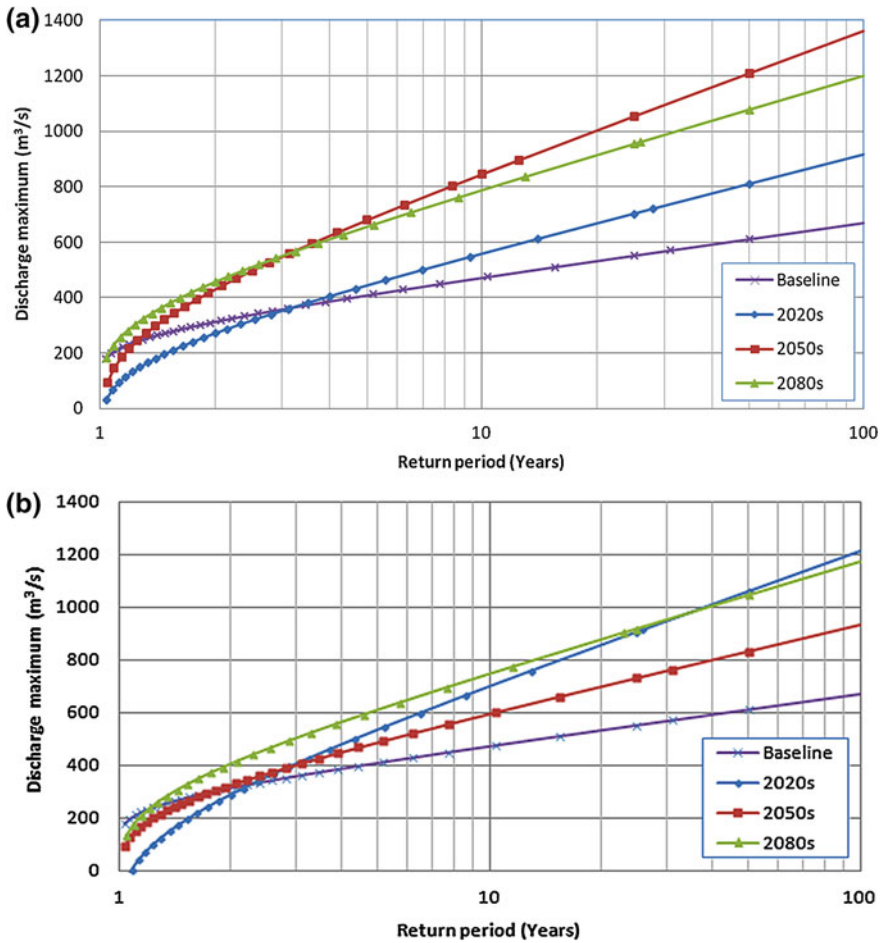 (a)
1400
1200
1000
800
600
400
200
0
Discharge maximum (m³/s)
1
10
100
Return period (Years)
Baseline
2020s
2050s
2080s
(b)
1400
1200
1000
800
600
400
200
0
Discharge maximum (m³/s)
1
10
100
Return period (Years)
Baseline
2020s
2050s
2080s